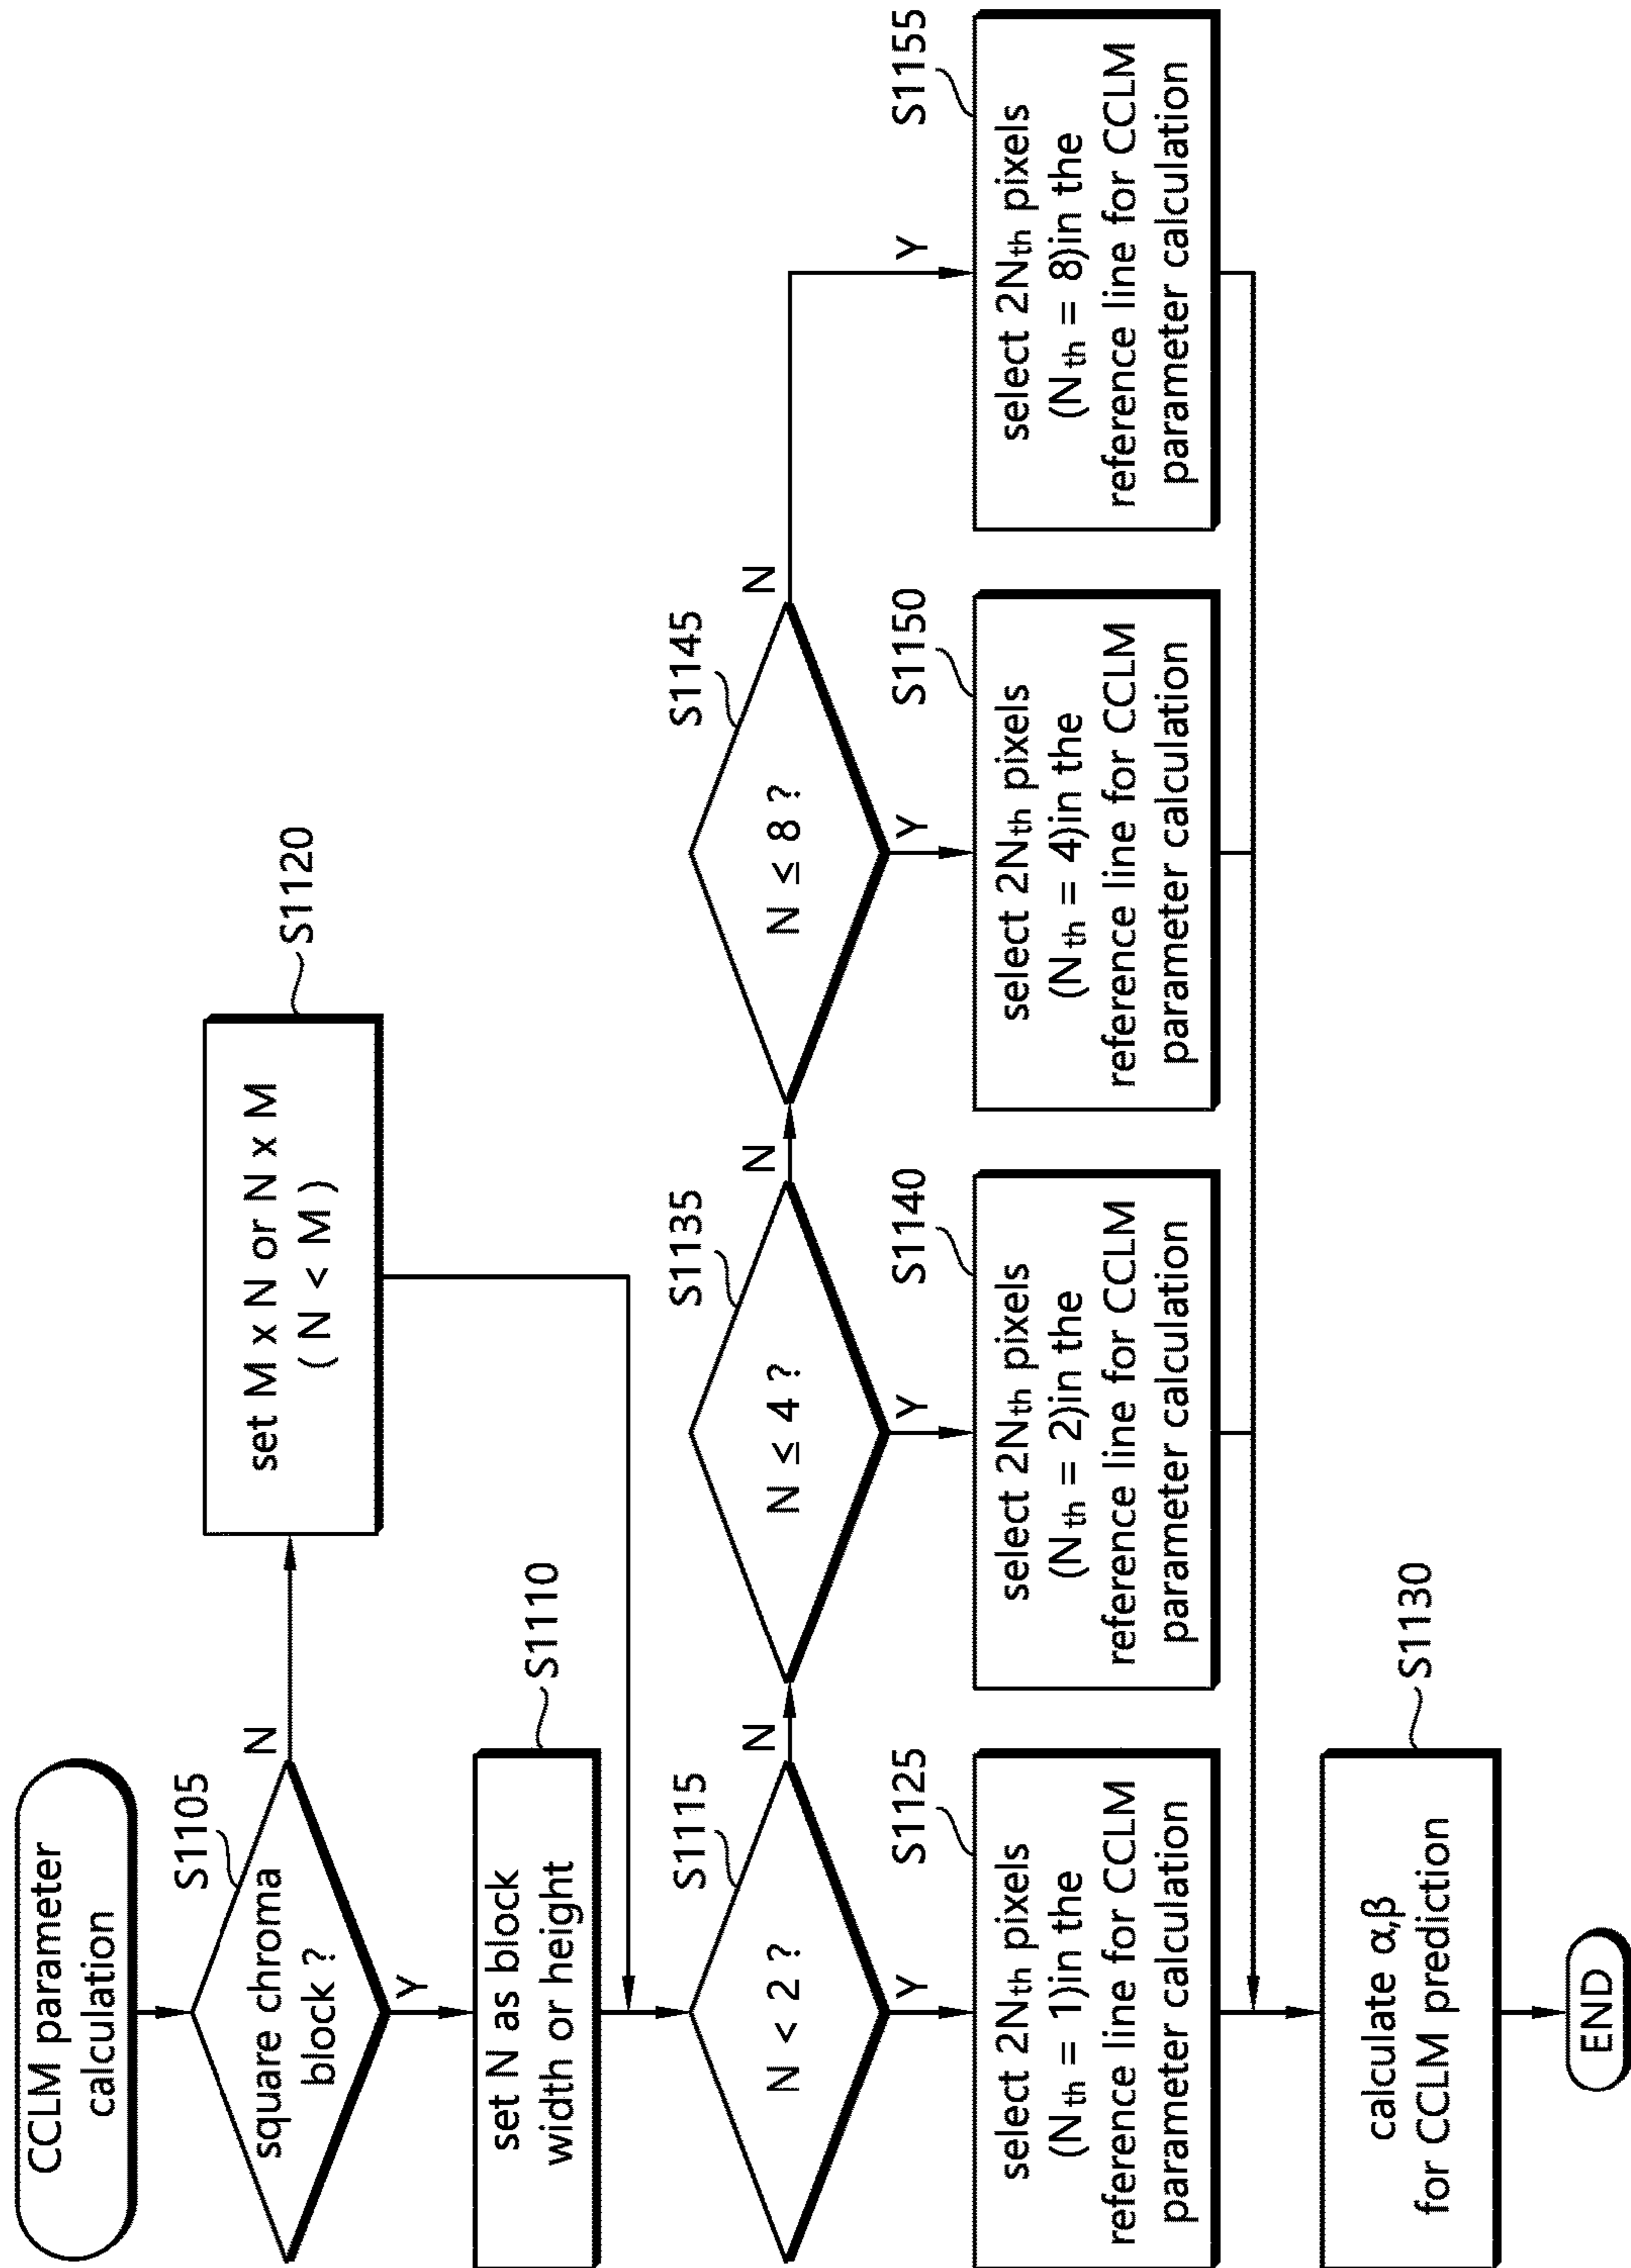 CCLM parameter
calculation
S1105
square chroma
block ?
N
Y
S1120
set M x N or N x M
( N < M )
S1110
set N as block
width or height
S1115
N < 2 ?
N
Y
S1135
N ≤ 4 ?
N
Y
S1145
N ≤ 8 ?
N
Y
Y
S1125
select 2Nth pixels
(Nth = 1)in the
reference line for CCLM
parameter calculation
S1140
select 2Nth pixels
(Nth = 2)in the
reference line for CCLM
parameter calculation
S1150
select 2Nth pixels
(Nth = 4)in the
reference line for CCLM
parameter calculation
S1155
select 2Nth pixels
(Nth = 8)in the
reference line for CCLM
parameter calculation
S1130
calculate α,β
for CCLM prediction
END